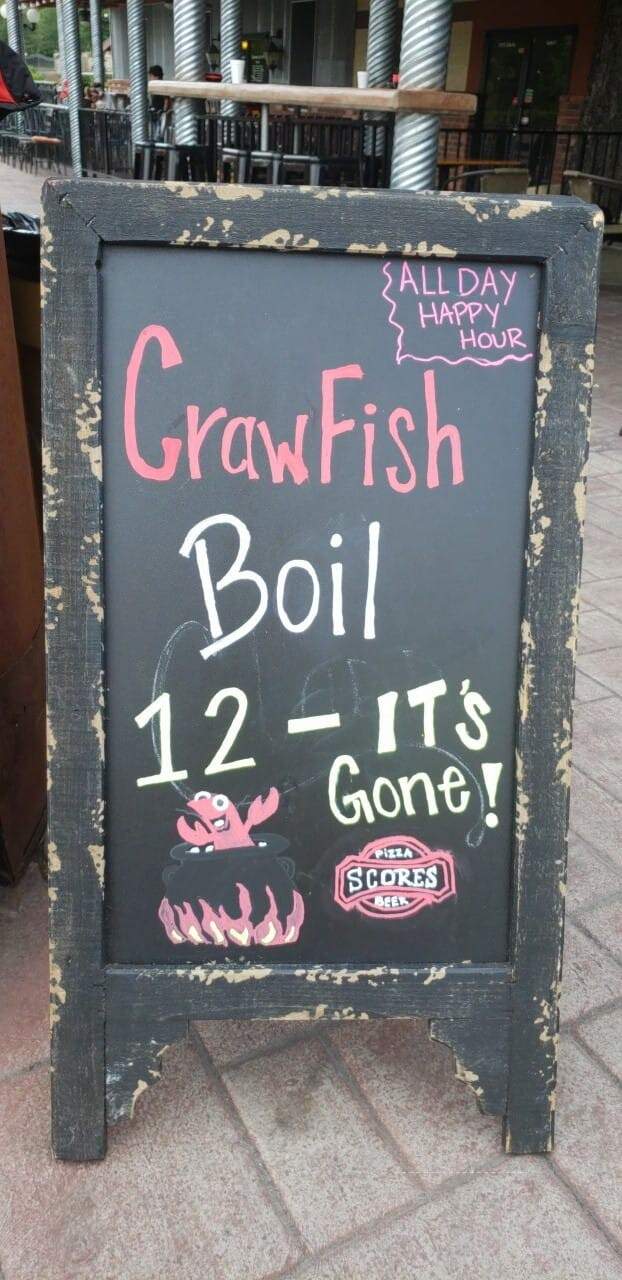 ALL DAY
HAPPY
HOUR
CrawFish
Boil
12 - IT's
Gone!
PiZZA
SCORES
BEER